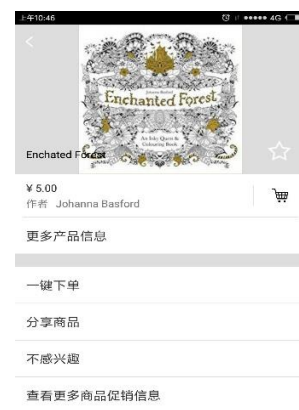 上午10:46
4G
Johanna Basford
Enchanted Forest
An Inky Quest &
Colouring Book
Enchated Forest
¥ 5.00
作者 Johanna Basford
更多产品信息
一键下单
分享商品
不感兴趣
查看更多商品促销信息